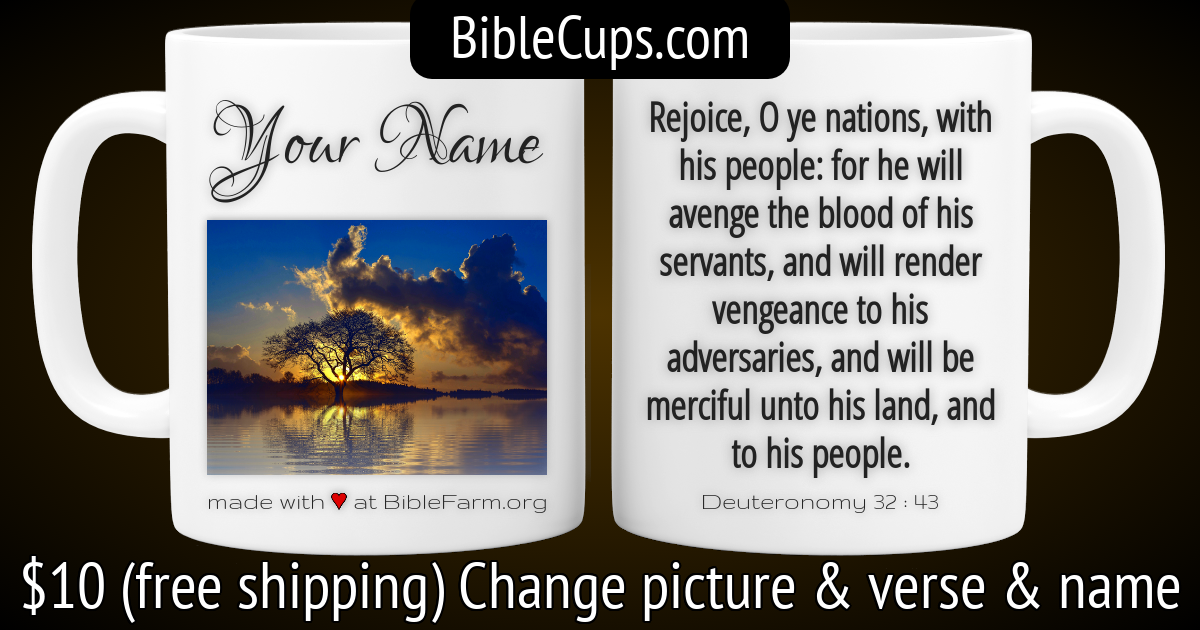 BibleCups.com
Your Name
made with ♥ at BibleFarm.org
Rejoice, O ye nations, with
his people: for he will
avenge the blood of his
servants, and will render
vengeance to his
adversaries, and will be
merciful unto his land, and
to his people.
Deuteronomy 32 : 43
$10 (free shipping) Change picture & verse & name